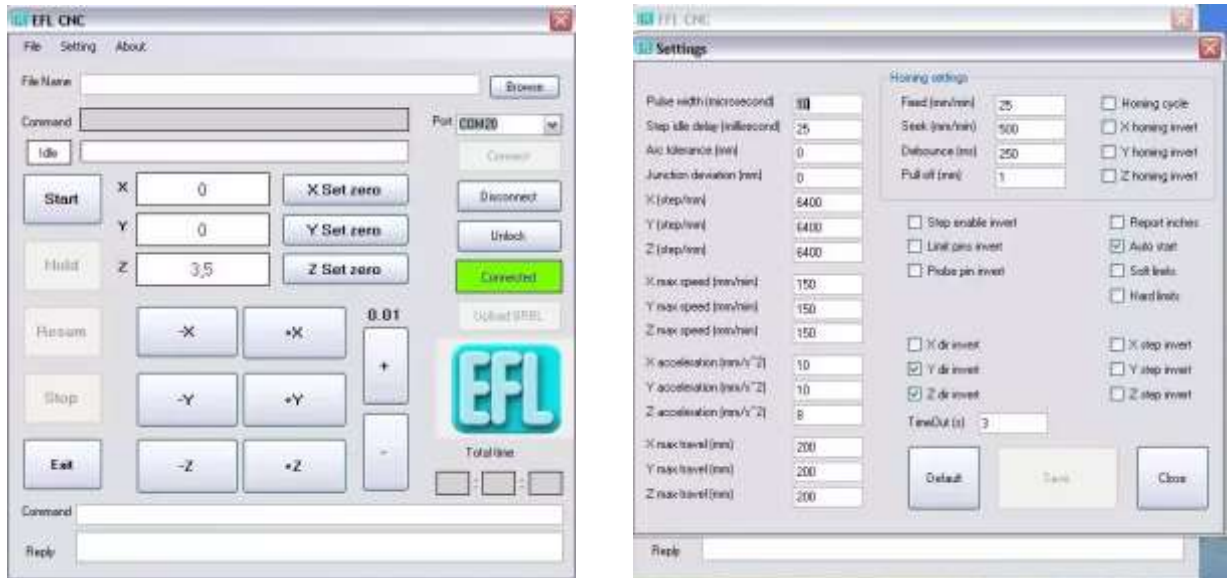 EFL CNC
File Setting About
File Name Browse
Command Port COM20
Idle Connect
Start X 0 X Set zero Disconnect
Y 0 Y Set zero Unlock
Hold Z 3,5 Z Set zero Connected
0.01 Upload GRBL
Resum -X +X +
Stop -Y +Y EFL
Exit -Z +Z - Total time
: :
Command
Reply
EFL CNC
Settings
Homing settings
Pulse width (microsecond) 10 Feed (mm/min) 25 Homing cycle
Step idle delay (millisecond) 25 Seek (mm/min) 500 X homing invert
Arc tolerance (mm) 0 Debounce (ms) 250 Y homing invert
Junction deviation (mm) 0 Pull off (mm) 1 Z homing invert
X (step/mm) 6400
Y (step/mm) 6400 Step enable invert Report inches
Z (step/mm) 6400 Limit pins invert Auto start
Probe pin invert Soft limits
X max speed (mm/min) 150 Hard limits
Y max speed (mm/min) 150
Z max speed (mm/min) 150
X dir invert X step invert
X acceleration (mm/s^2) 10 Y dir invert Y step invert
Y acceleration (mm/s^2) 10 Z dir invert Z step invert
Z acceleration (mm/s^2) 8 TimeOut (s) 3
X max travel (mm) 200
Y max travel (mm) 200 Default Save Close
Z max travel (mm) 200
Reply